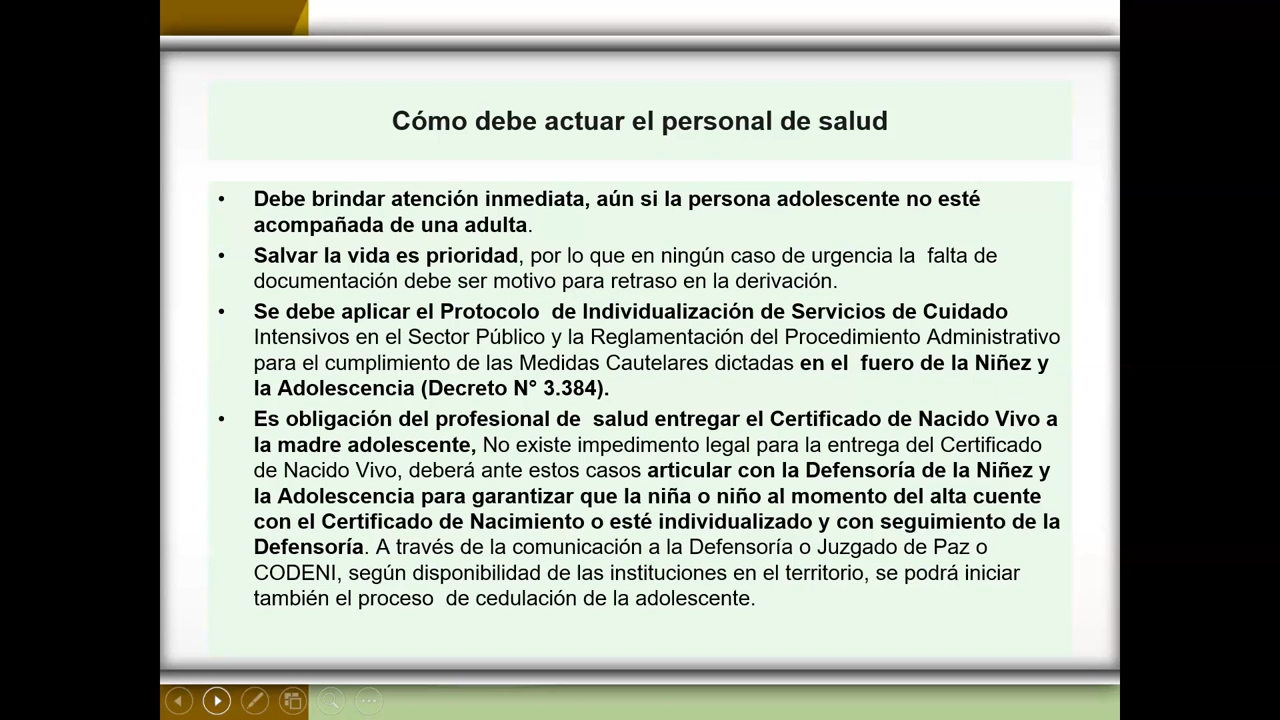 Cómo debe actuar el personal de salud
• Debe brindar atención inmediata, aún si la persona adolescente no esté
acompañada de una adulta.
• Salvar la vida es prioridad, por lo que en ningún caso de urgencia la falta de
documentación debe ser motivo para retraso en la derivación.
• Se debe aplicar el Protocolo de Individualización de Servicios de Cuidado
Intensivos en el Sector Público y la Reglamentación del Procedimiento Administrativo
para el cumplimiento de las Medidas Cautelares dictadas en el fuero de la Niñez y
la Adolescencia (Decreto N° 3.384).
• Es obligación del profesional de salud entregar el Certificado de Nacido Vivo a
la madre adolescente, No existe impedimento legal para la entrega del Certificado
de Nacido Vivo, deberá ante estos casos articular con la Defensoría de la Niñez y
la Adolescencia para garantizar que la niña o niño al momento del alta cuente
con el Certificado de Nacimiento o esté individualizado y con seguimiento de la
Defensoría. A través de la comunicación a la Defensoría o Juzgado de Paz o
CODENI, según disponibilidad de las instituciones en el territorio, se podrá iniciar
también el proceso de cedulación de la adolescente.